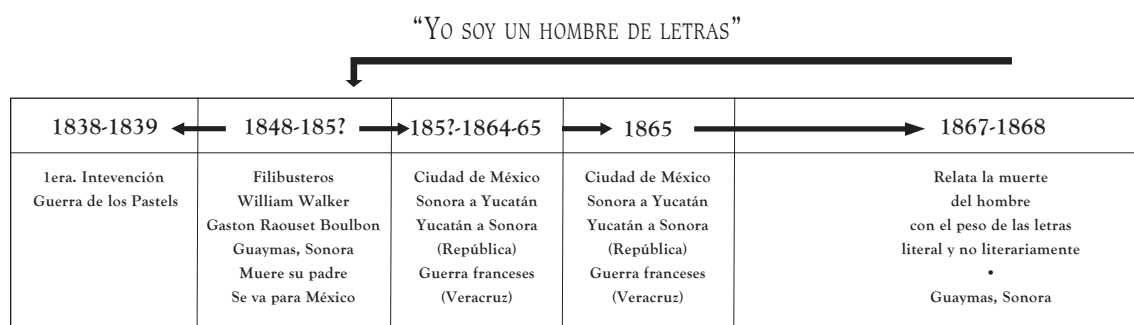 “YO SOY UN HOMBRE DE LETRAS”
1838-1839
1848-185?
185?-1864-65
1865
1867-1868
1era. Intevención
Guerra de los Pastels
Filibusteros
William Walker
Gaston Raouset Boulbon
Guaymas, Sonora
Muere su padre
Se va para México
Ciudad de México
Sonora a Yucatán
Yucatán a Sonora
(República)
Guerra franceses
(Veracruz)
Ciudad de México
Sonora a Yucatán
Yucatán a Sonora
(República)
Guerra franceses
(Veracruz)
Relata la muerte
del hombre
con el peso de las letras
literal y no literariamente
•
Guaymas, Sonora